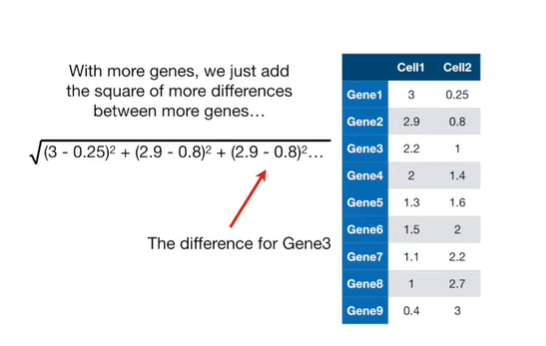 With more genes, we just add
the square of more differences
between more genes…
√(3 - 0.25)² + (2.9 - 0.8)² + (2.9 - 0.8)²…
The difference for Gene3
Cell1 Cell2
Gene1 3 0.25
Gene2 2.9 0.8
Gene3 2.2 1
Gene4 2 1.4
Gene5 1.3 1.6
Gene6 1.5 2
Gene7 1.1 2.2
Gene8 1 2.7
Gene9 0.4 3